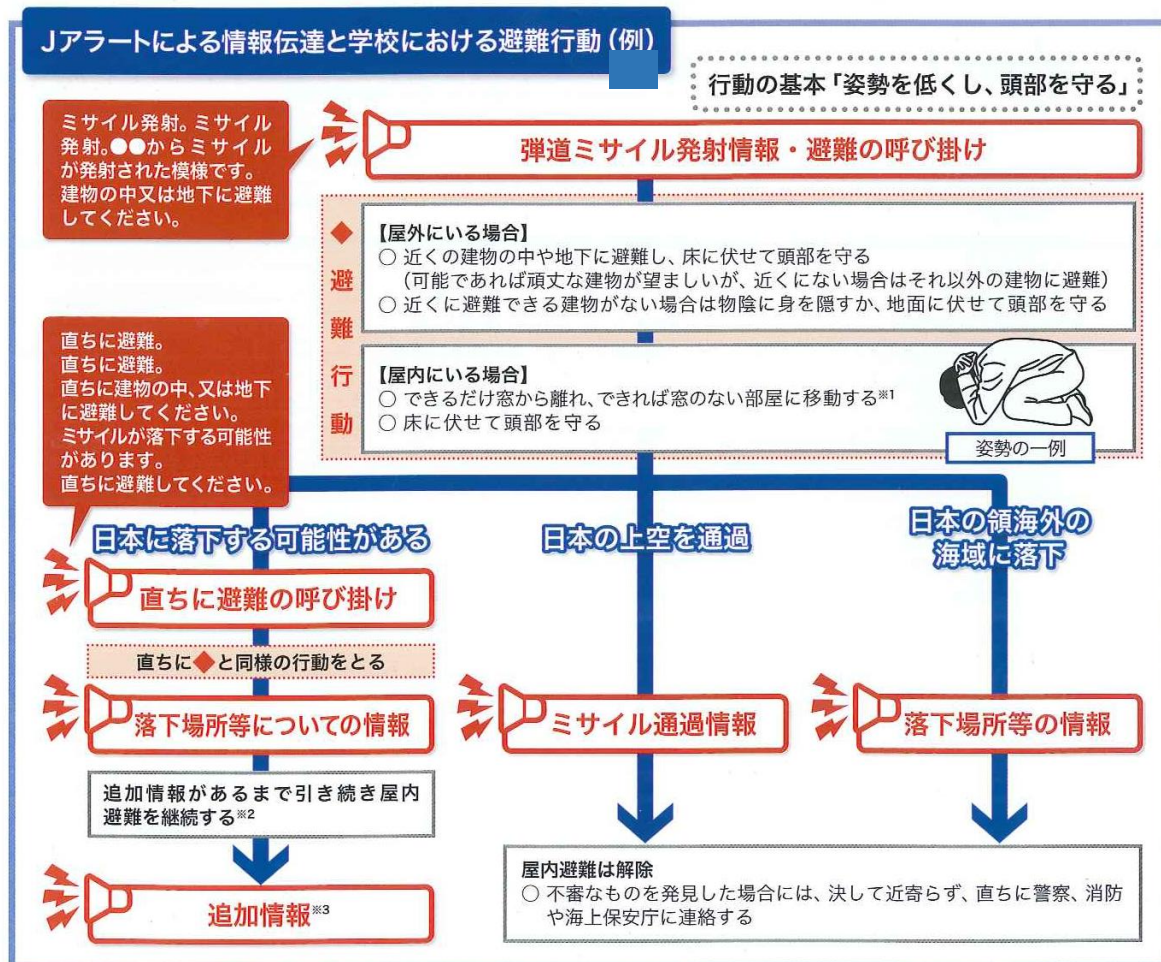 Jアラートによる情報伝達と学校における避難行動(例)
行動の基本「姿勢を低くし、頭部を守る」
ミサイル発射。ミサイル
発射。●●からミサイル
が発射された模様です。
建物の中又は地下に避難
してください。
弾道ミサイル発射情報・避難の呼び掛け
◆避難行動
【屋外にいる場合】
○ 近くの建物の中や地下に避難し、床に伏せて頭部を守る
(可能であれば頑丈な建物が望ましいが、近くにない場合はそれ以外の建物に避難)
○ 近くに避難できる建物がない場合は物陰に身を隠すか、地面に伏せて頭部を守る
【屋内にいる場合】
○ できるだけ窓から離れ、できれば窓のない部屋に移動する※1
○ 床に伏せて頭部を守る
姿勢の一例
直ちに避難。
直ちに避難。
直ちに建物の中、又は地下
に避難してください。
ミサイルが落下する可能性
があります。
直ちに避難してください。
日本に落下する可能性がある
直ちに避難の呼び掛け
直ちに◆と同様の行動をとる
落下場所等についての情報
追加情報があるまで引き続き屋内
避難を継続する※2
追加情報※3
日本の上空を通過
ミサイル通過情報
日本の領海外の
海域に落下
落下場所等の情報
屋内避難は解除
○ 不審なものを発見した場合には、決して近寄らず、直ちに警察、消防
や海上保安庁に連絡する